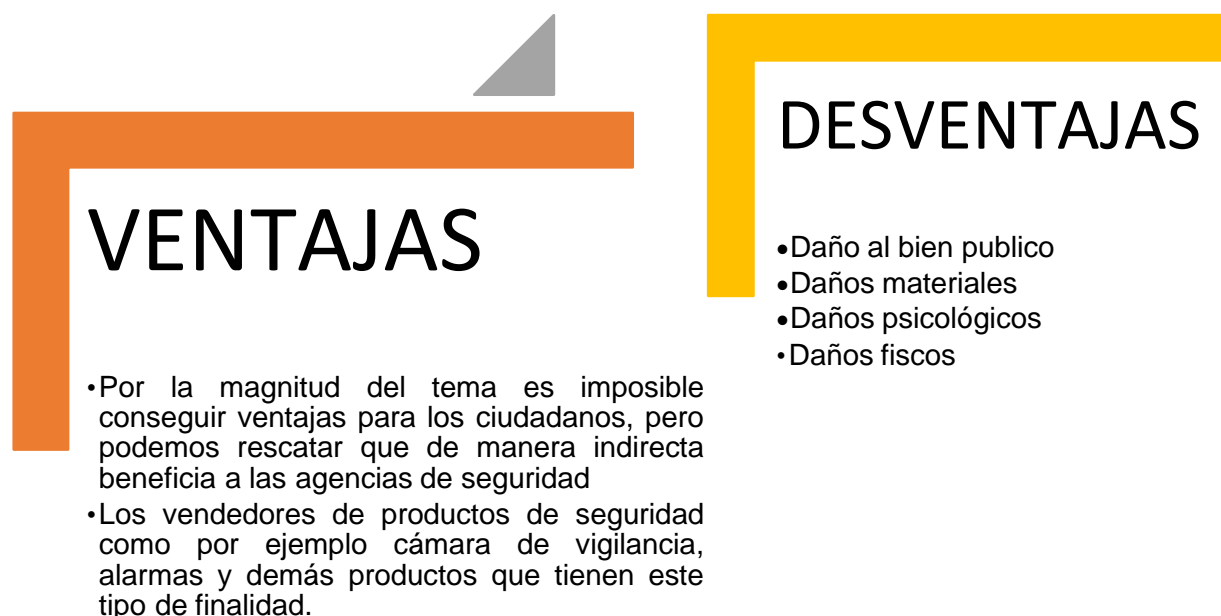 VENTAJAS
•Por la magnitud del tema es imposible
conseguir ventajas para los ciudadanos, pero
podemos rescatar que de manera indirecta
beneficia a las agencias de seguridad
•Los vendedores de productos de seguridad
como por ejemplo cámara de vigilancia,
alarmas y demás productos que tienen este
tipo de finalidad.
DESVENTAJAS
•Daño al bien publico
•Daños materiales
•Daños psicológicos
•Daños fiscos